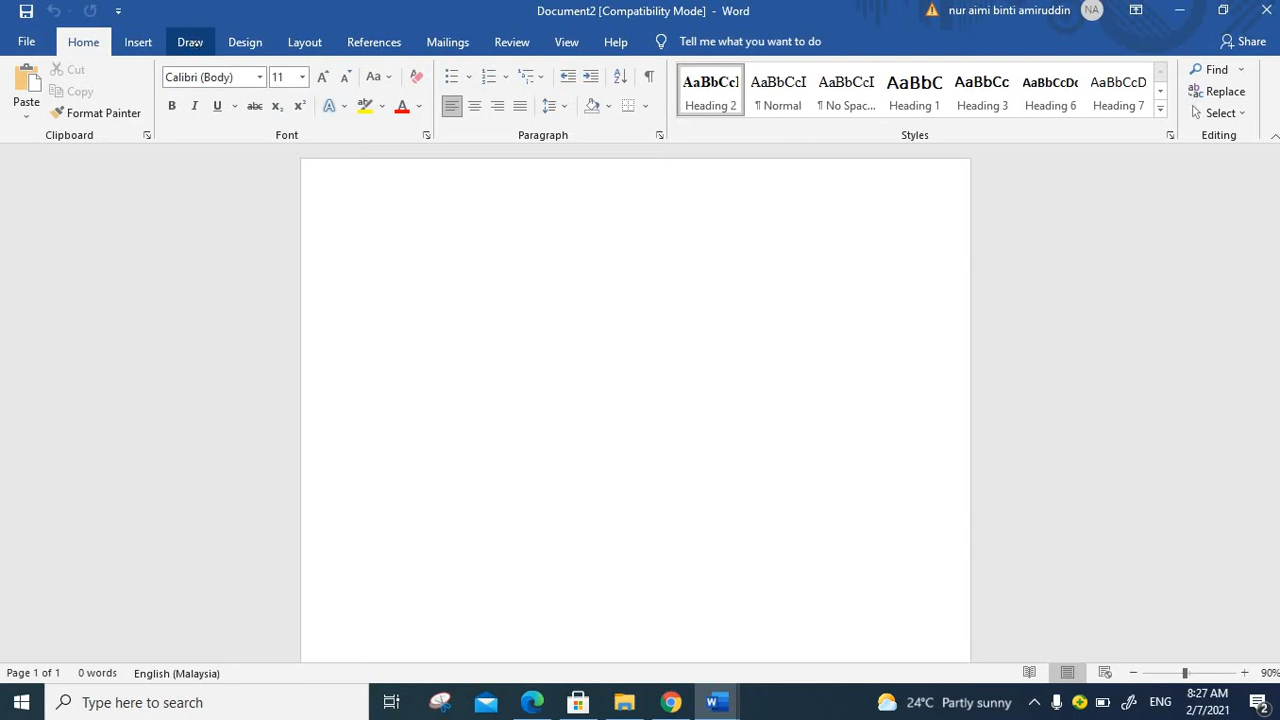 Document2 [Compatibility Mode] - Word
nur aimi binti amiruddin
NA
File
Home
Insert
Draw
Design
Layout
References
Mailings
Review
View
Help
Tell me what you want to do
Share
Paste
Cut
Copy
Format Painter
Clipboard
Calibri (Body)
11
Aa
B I U abc x₂ x² A A
Font
Paragraph
AaBbCcI
Heading 2
AaBbCcI
¶ Normal
AaBbCcI
¶ No Spac...
AaBbC
Heading 1
AaBbCc
Heading 3
AaBbCcDc
Heading 6
AaBbCcD
Heading 7
Styles
Find
Replace
Select
Editing
Page 1 of 1
0 words
English (Malaysia)
90%
Type here to search
24°C Partly sunny
ENG
8:27 AM
2/7/2021
2